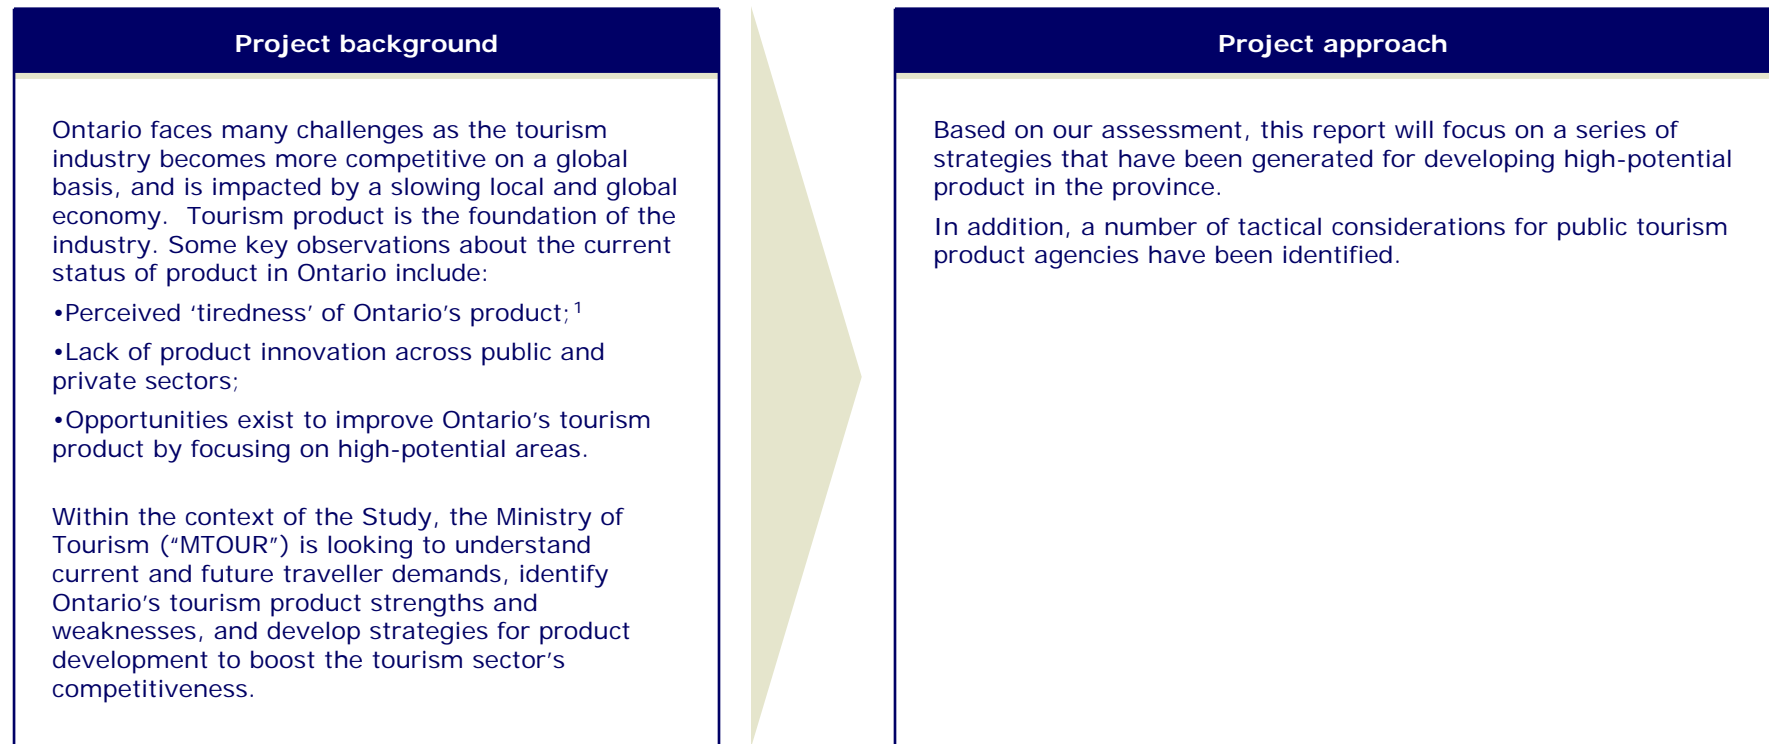 Project background
Ontario faces many challenges as the tourism
industry becomes more competitive on a global
basis, and is impacted by a slowing local and global
economy.  Tourism product is the foundation of the
industry. Some key observations about the current
status of product in Ontario include:
•Perceived ‘tiredness’ of Ontario’s product;¹
•Lack of product innovation across public and
private sectors;
•Opportunities exist to improve Ontario’s tourism
product by focusing on high-potential areas.
Within the context of the Study, the Ministry of
Tourism (“MTOUR”) is looking to understand
current and future traveller demands, identify
Ontario’s tourism product strengths and
weaknesses, and develop strategies for product
development to boost the tourism sector’s
competitiveness.
Project approach
Based on our assessment, this report will focus on a series of
strategies that have been generated for developing high-potential
product in the province.
In addition, a number of tactical considerations for public tourism
product agencies have been identified.